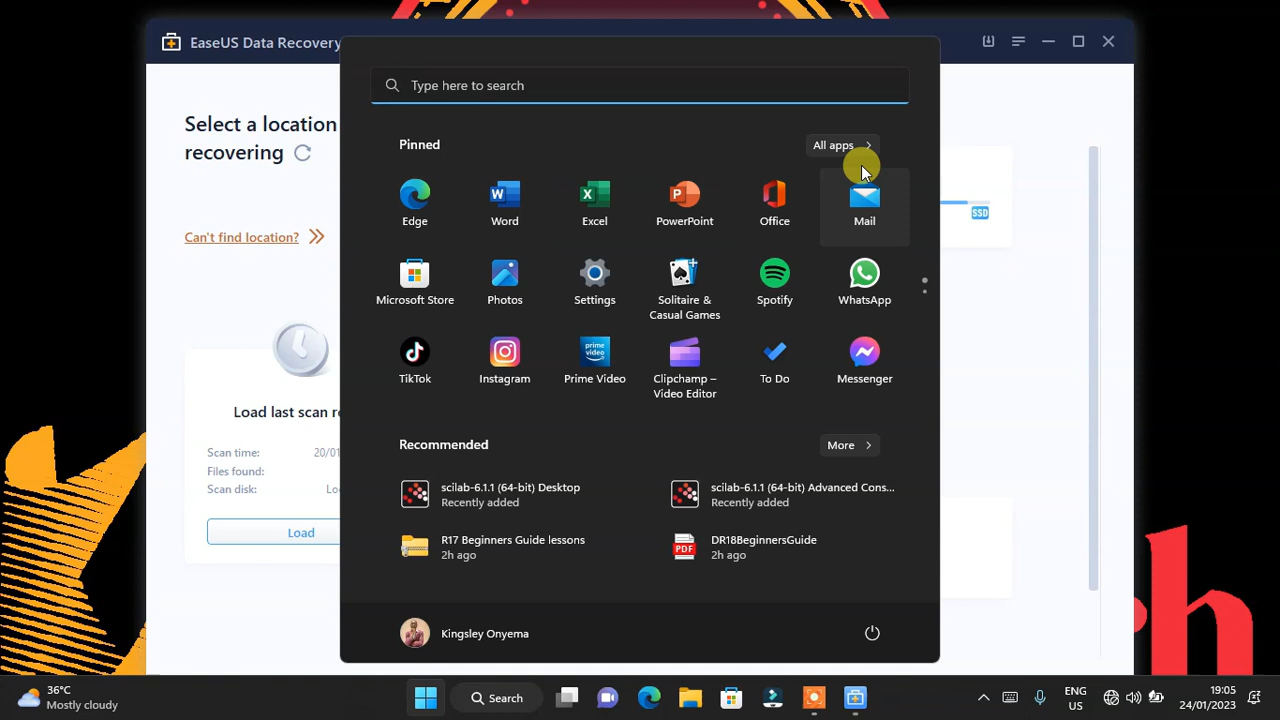 EaseUS Data Recovery
Type here to search
Select a location
recovering
Pinned
All apps
Edge
Word
Excel
PowerPoint
Office
Mail
SSD
Can't find location?
Microsoft Store
Photos
Settings
Solitaire &
Casual Games
Spotify
WhatsApp
prime
video
TikTok
Instagram
Prime Video
Clipchamp –
Video Editor
To Do
Messenger
Load last scan re
Recommended
More
Scan time:
20/01
Files found:
Scan disk:
Lo
scilab-6.1.1 (64-bit) Desktop
Recently added
scilab-6.1.1 (64-bit) Advanced Cons...
Recently added
Load
R17 Beginners Guide lessons
2h ago
PDF
DR18BeginnersGuide
2h ago
Kingsley Onyema
36°C
Mostly cloudy
Search
ENG
US
19:05
24/01/2023